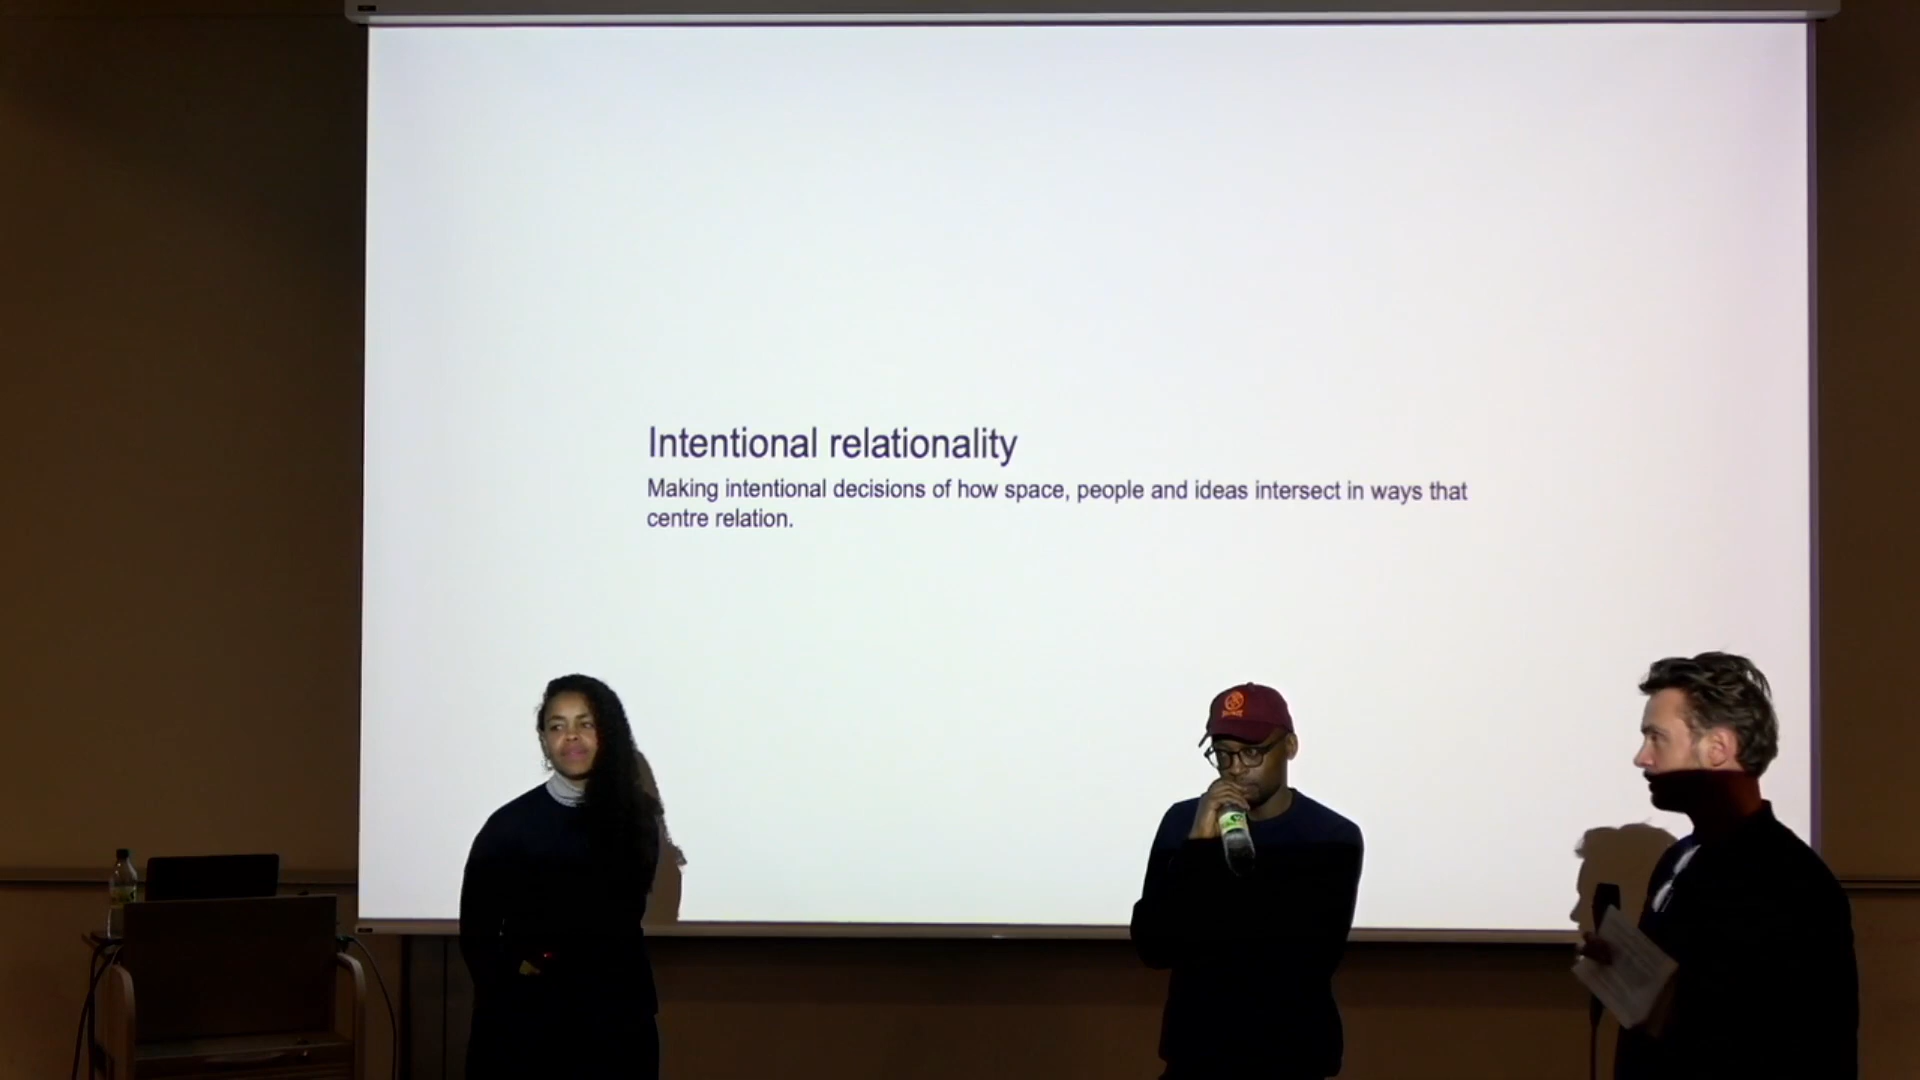 Intentional relationality
Making intentional decisions of how space, people and ideas intersect in ways that
centre relation.